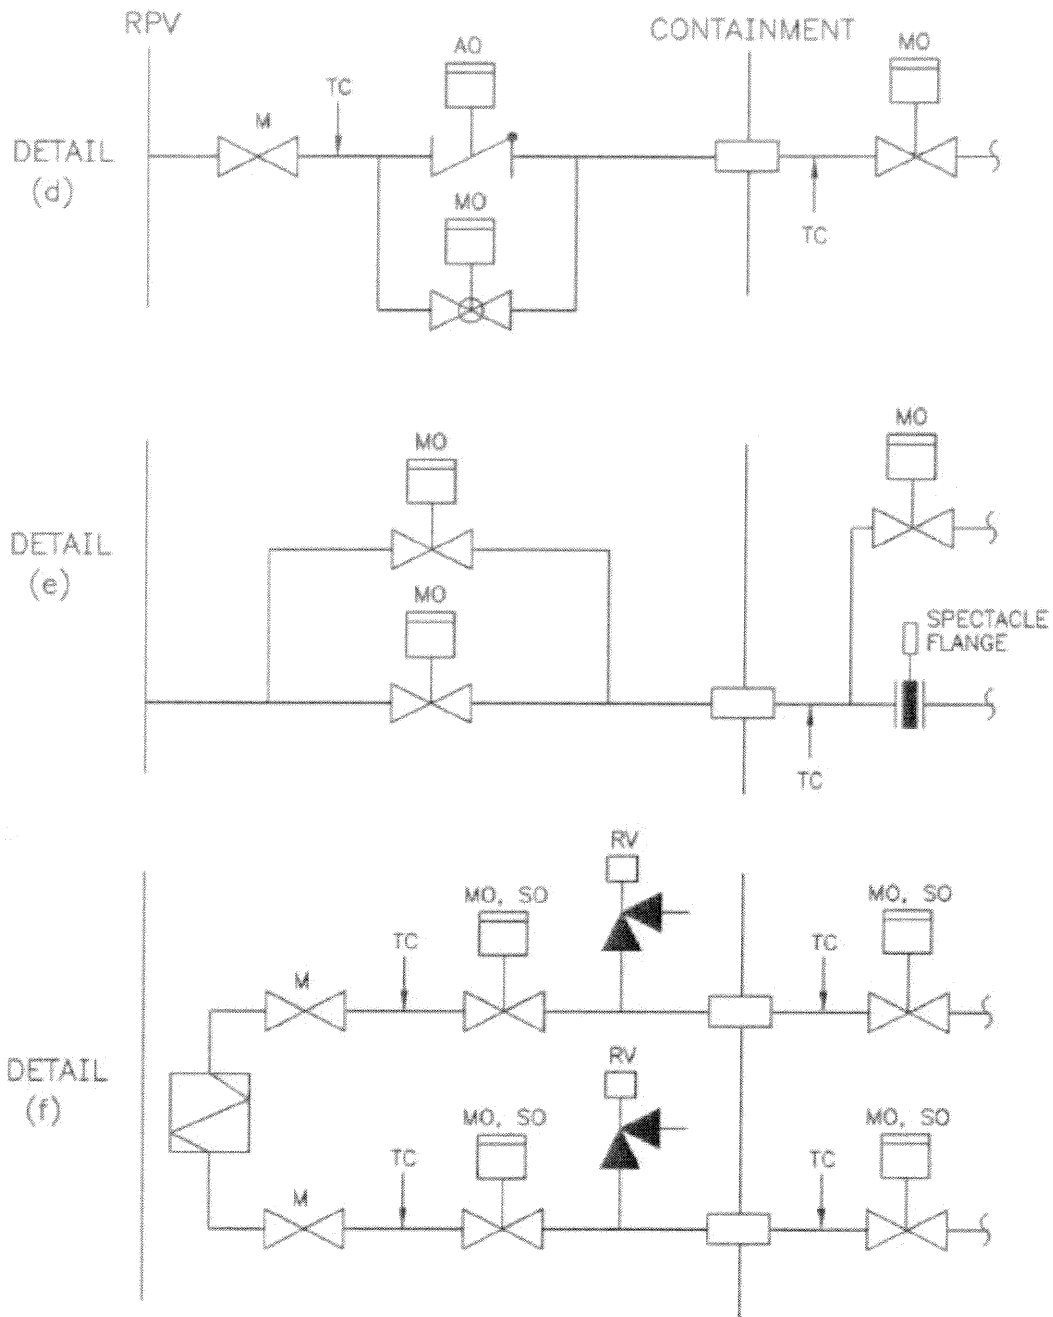 RPV
CONTAINMENT
AO
MO
TC
M
DETAIL
(d)
MO
TC
MO
MO
DETAIL
(e)
MO
SPECTACLE
FLANGE
TC
RV
MO, SO
MO, SO
TC
TC
M
DETAIL
(f)
RV
MO, SO
MO, SO
TC
TC
M